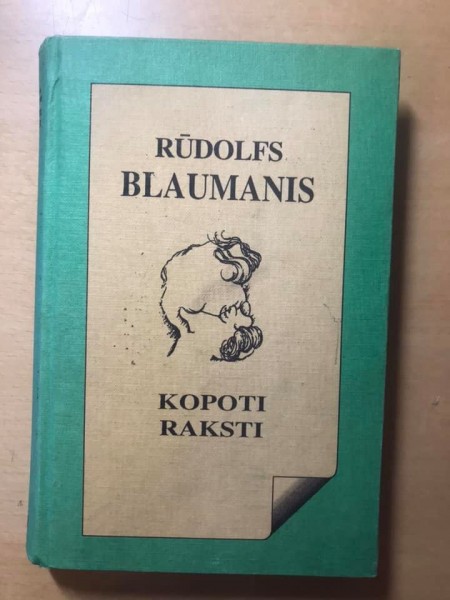 RŪDOLFS
BLAUMANIS
KOPOTI
RAKSTI